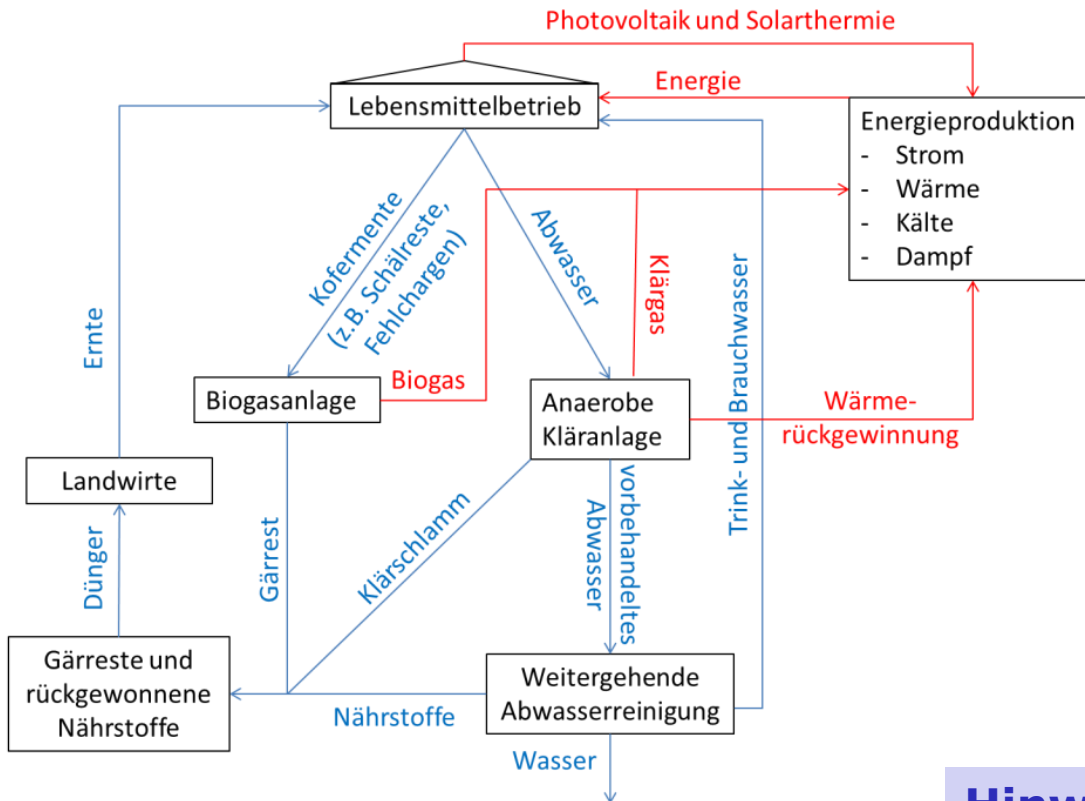 Photovoltaik und Solarthermie
Energie
Lebensmittelbetrieb
Energieproduktion
- Strom
- Wärme
- Kälte
- Dampf
Kofermente
(z.B. Schälreste,
Fehlchargen)
Abwasser
Klärgas
Trink- und Brauchwasser
Ernte
Biogasanlage
Biogas
Anaerobe
Kläranlage
Wärme-
rückgewinnung
Landwirte
Dünger
Gärrest
Klärschlamm
vorbehandeltes
Abwasser
Gärreste und
rückgewonnene
Nährstoffe
Nährstoffe
Weitergehende
Abwasserreinigung
Wasser